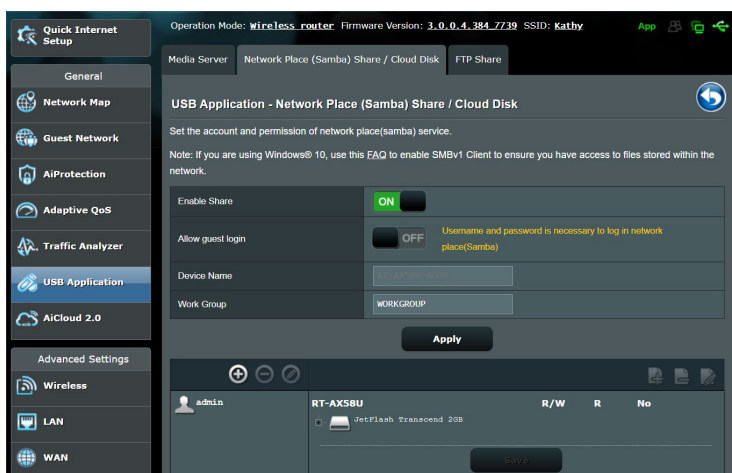 Quick Internet
Setup
Operation Mode: Wireless router Firmware Version: 3.0.0.4.384_7739 SSID: Kathy
App
General
Network Map
Guest Network
AiProtection
Adaptive QoS
Traffic Analyzer
USB Application
AiCloud 2.0
Advanced Settings
Wireless
LAN
WAN
Media Server
Network Place (Samba) Share / Cloud Disk
FTP Share
USB Application - Network Place (Samba) Share / Cloud Disk
Set the account and permission of network place(samba) service.
Note: If you are using Windows® 10, use this FAQ to enable SMBv1 Client to ensure you have access to files stored within the
network.
Enable Share
ON
Allow guest login
OFF
Username and password is necessary to log in network
place(Samba)
Device Name
Work Group
WORKGROUP
Apply
admin
RT-AX58U
R/W
R
No
JetFlash Transcend 2GB
Save